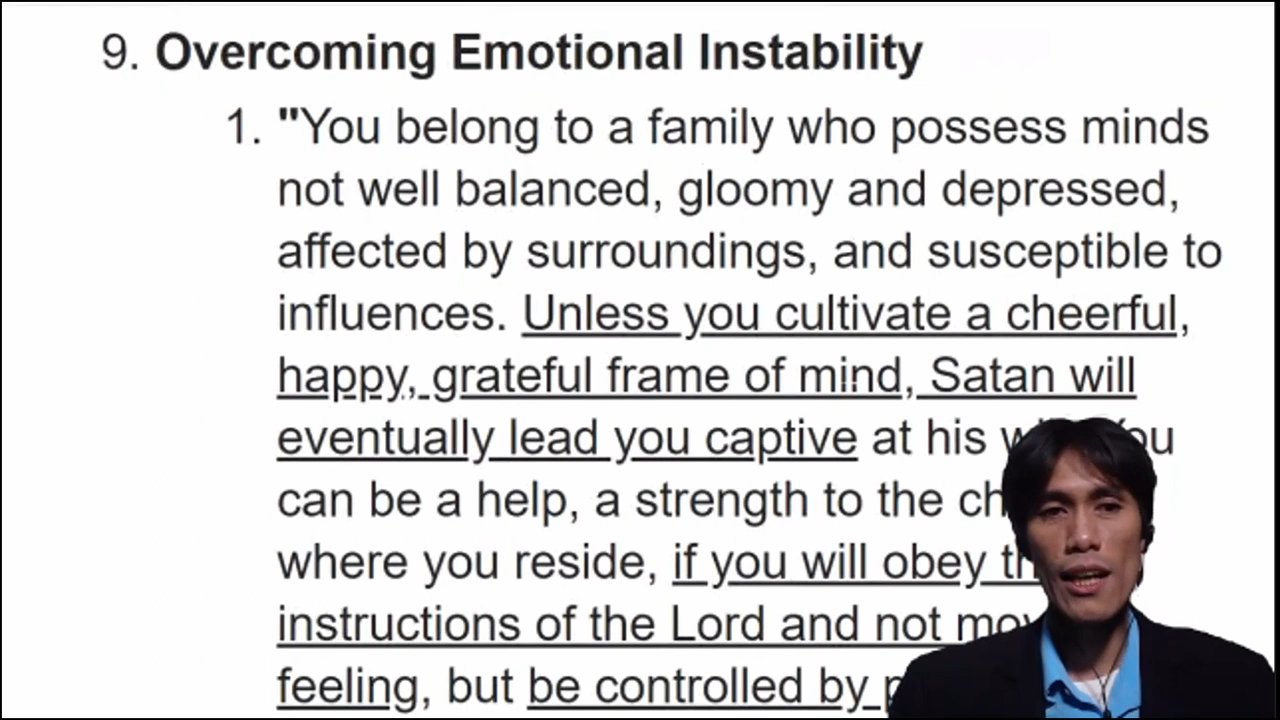 9. Overcoming Emotional Instability
1. "You belong to a family who possess minds
not well balanced, gloomy and depressed,
affected by surroundings, and susceptible to
influences. Unless you cultivate a cheerful,
happy, grateful frame of mind, Satan will
eventually lead you captive at his
can be a help, a strength to the
where you reside, if you will obey
instructions of the Lord and not
feeling, but be controlled by